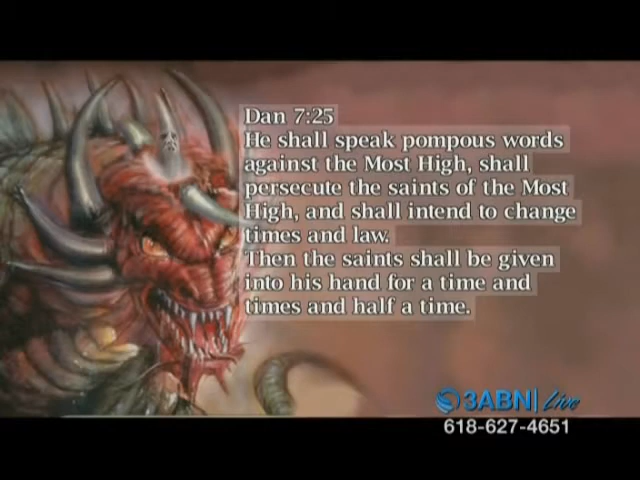 Dan 7:25
He shall speak pompous words
against the Most High, shall
persecute the saints of the Most
High, and shall intend to change
times and law.
Then the saints shall be given
into his hand for a time and
times and half a time.
3ABN Live
618-627-4651